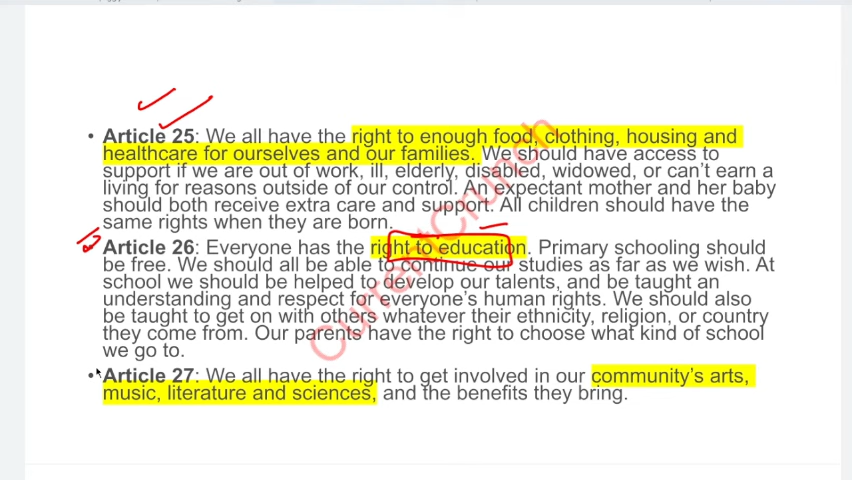 • Article 25: We all have the right to enough food, clothing, housing and
healthcare for ourselves and our families. We should have access to
support if we are out of work, ill, elderly, disabled, widowed, or can't earn a
living for reasons outside of our control. An expectant mother and her baby
should both receive extra care and support. All children should have the
same rights when they are born.
Article 26: Everyone has the right to education. Primary schooling should
be free. We should all be able to continue our studies as far as we wish. At
school we should be helped to develop our talents, and be taught an
understanding and respect for everyone's human rights. We should also
be taught to get on with others whatever their ethnicity, religion, or country
they come from. Our parents have the right to choose what kind of school
we go to.
• Article 27: We all have the right to get involved in our community's arts,
music, literature and sciences, and the benefits they bring.
CurrentCrunch